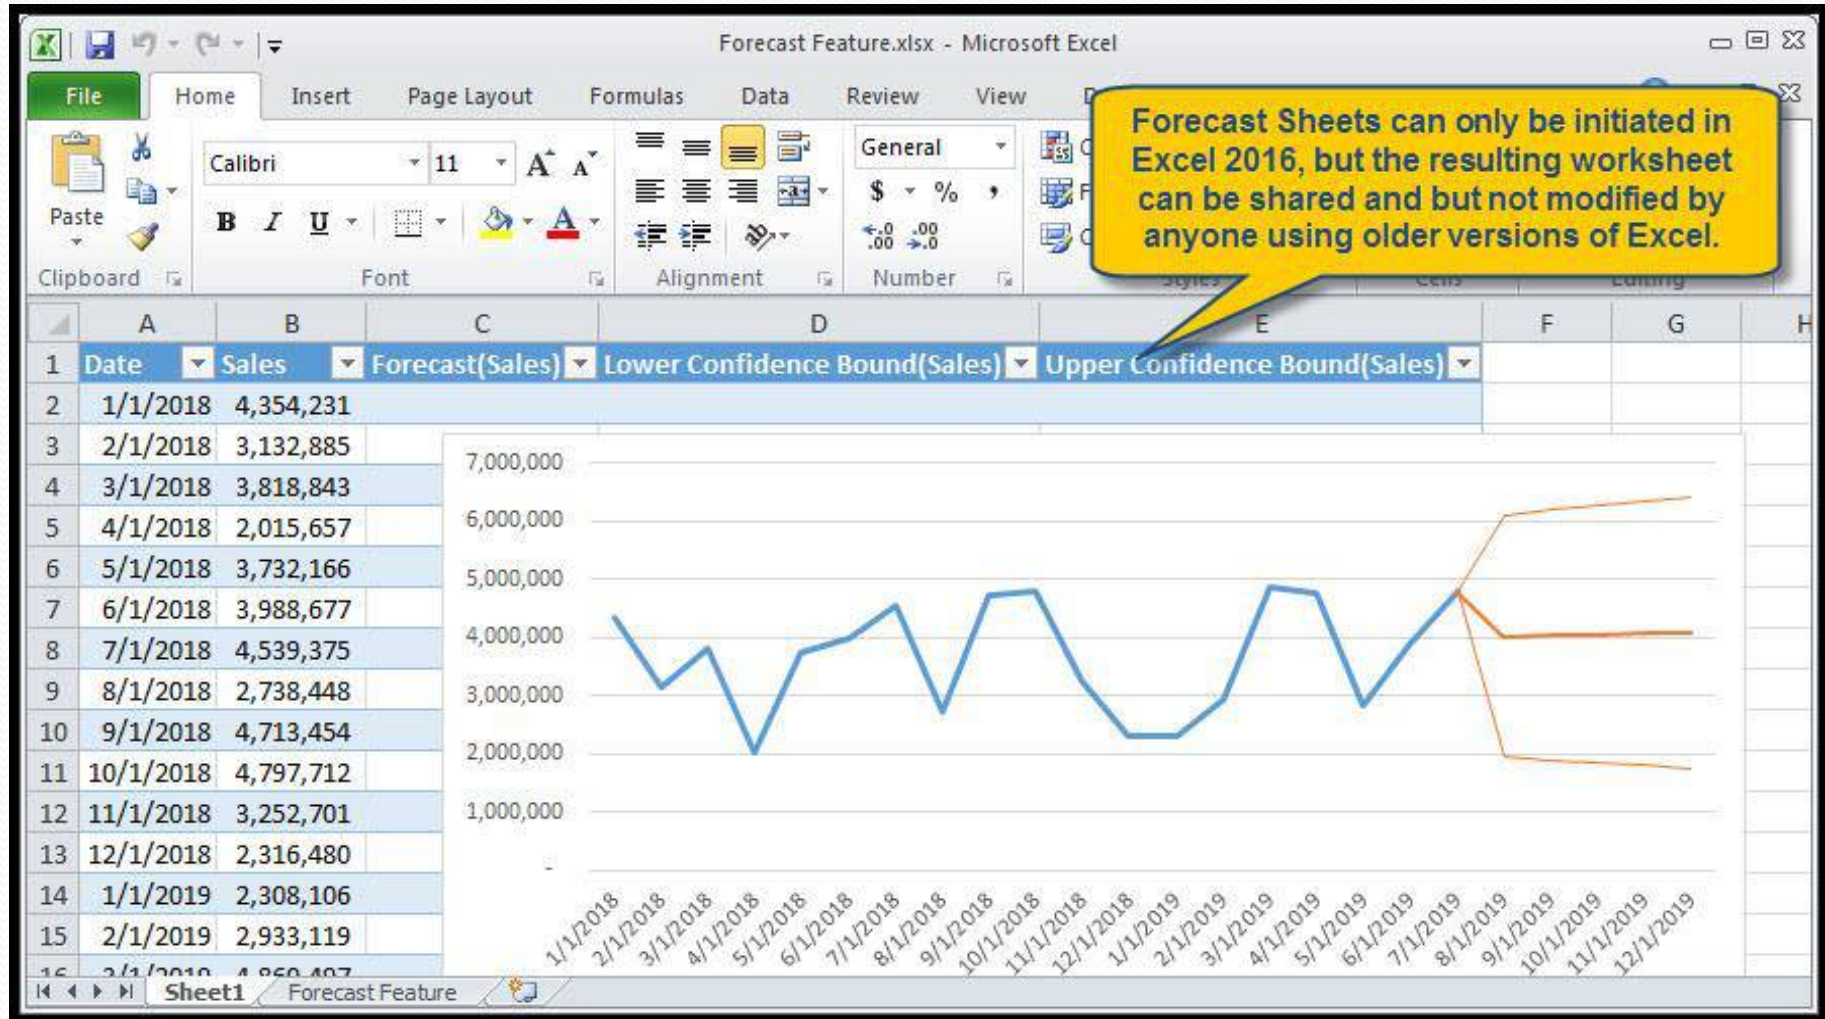 Forecast Feature.xlsx - Microsoft Excel
File Home Insert Page Layout Formulas Data Review View
Forecast Sheets can only be initiated in
Excel 2016, but the resulting worksheet
can be shared and but not modified by
anyone using older versions of Excel.
Paste
Calibri 11
B I U A
General
$ % ,
Clipboard Font Alignment Number Styles Cells Editing
A B C D E F G H
1 Date Sales Forecast(Sales) Lower Confidence Bound(Sales) Upper Confidence Bound(Sales)
2 1/1/2018 4,354,231
3 2/1/2018 3,132,885
4 3/1/2018 3,818,843
5 4/1/2018 2,015,657
6 5/1/2018 3,732,166
7 6/1/2018 3,988,677
8 7/1/2018 4,539,375
9 8/1/2018 2,738,448
10 9/1/2018 4,713,454
11 10/1/2018 4,797,712
12 11/1/2018 3,252,701
13 12/1/2018 2,316,480
14 1/1/2019 2,308,106
15 2/1/2019 2,933,119
16 3/1/2019 4,869,497
7,000,000
6,000,000
5,000,000
4,000,000
3,000,000
2,000,000
1,000,000
-
1/1/2018 2/1/2018 3/1/2018 4/1/2018 5/1/2018 6/1/2018 7/1/2018 8/1/2018 9/1/2018 10/1/2018 11/1/2018 12/1/2018 1/1/2019 2/1/2019 3/1/2019 4/1/2019 5/1/2019 6/1/2019 7/1/2019 8/1/2019 9/1/2019 10/1/2019 11/1/2019 12/1/2019
Sheet1 Forecast Feature